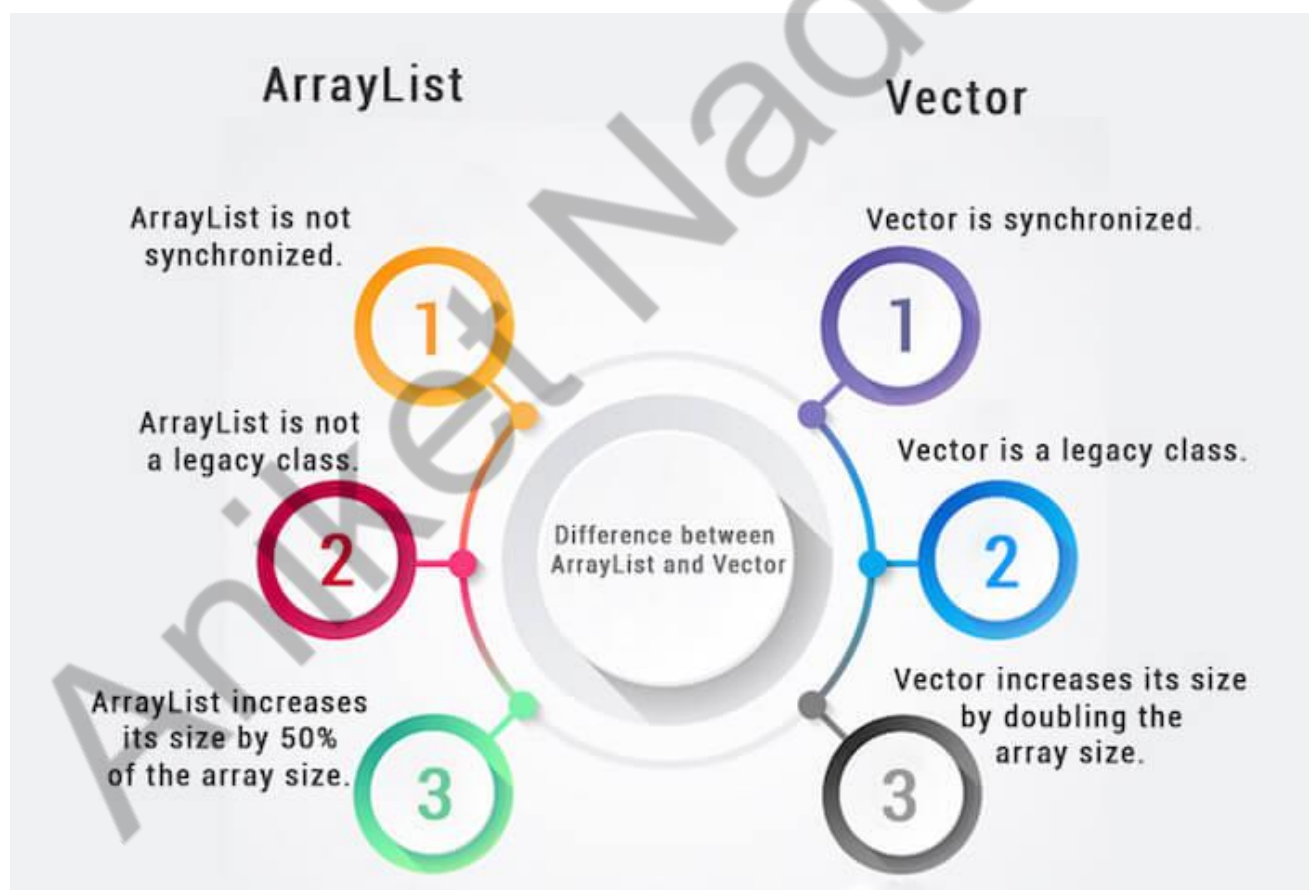 ArrayList
Vector
ArrayList is not
synchronized.
1
Vector is synchronized.
1
ArrayList is not
a legacy class.
2
Vector is a legacy class.
2
Difference between
ArrayList and Vector
ArrayList increases
its size by 50%
of the array size.
3
Vector increases its size
by doubling the
array size.
3
Aniket